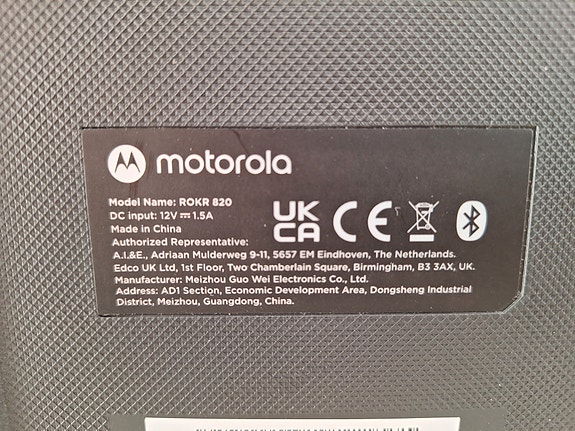 motorola
Model Name: ROKR 820
DC input: 12V ⎓ 1.5A
Made in China
Authorized Representative:
UK
CA
CE
A.I.&E., Adriaan Mulderweg 9-11, 5657 EM Eindhoven, The Netherlands.
Edco UK Ltd, 1st Floor, Two Chamberlain Square, Birmingham, B3 3AX, UK.
Manufacturer: Meizhou Guo Wei Electronics Co., Ltd.
Address: AD1 Section, Economic Development Area, Dongsheng Industrial
District, Meizhou, Guangdong, China.